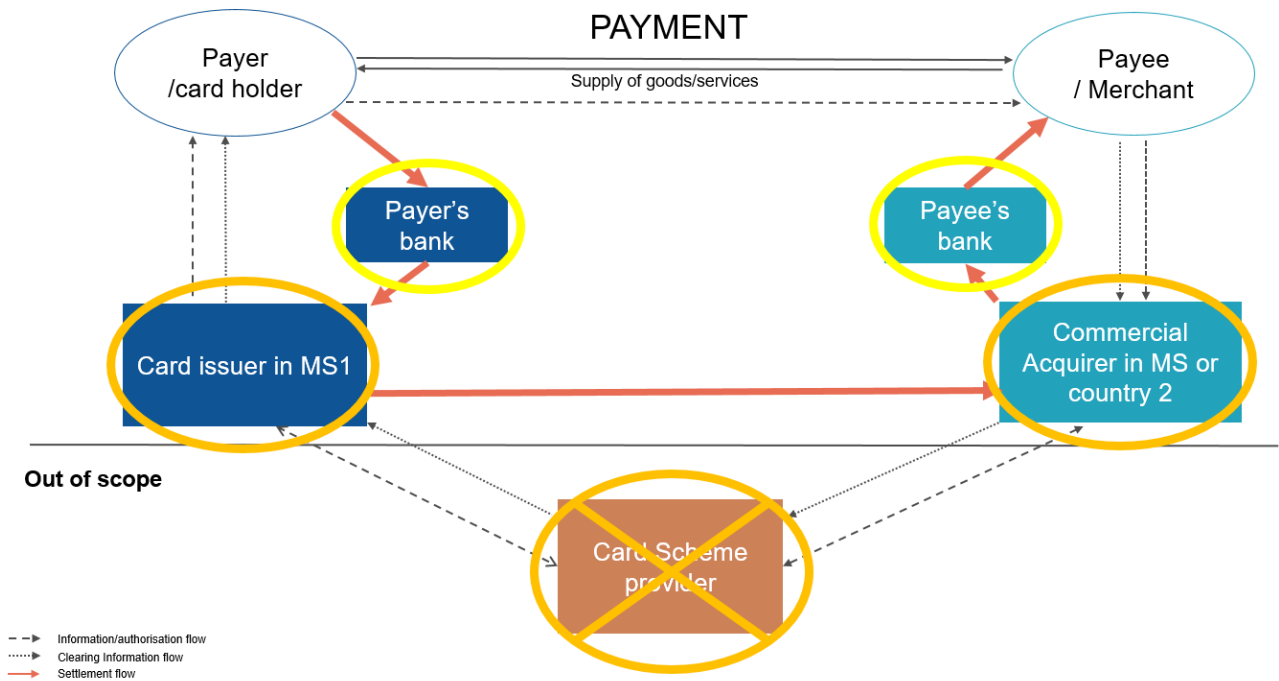 PAYMENT
Payer
/card holder
Payee
/ Merchant
Supply of goods/services
Payer’s
bank
Payee’s
bank
Card issuer in MS1
Commercial
Acquirer in MS or
country 2
Out of scope
Card Scheme
provider
Information/authorisation flow
Clearing Information flow
Settlement flow